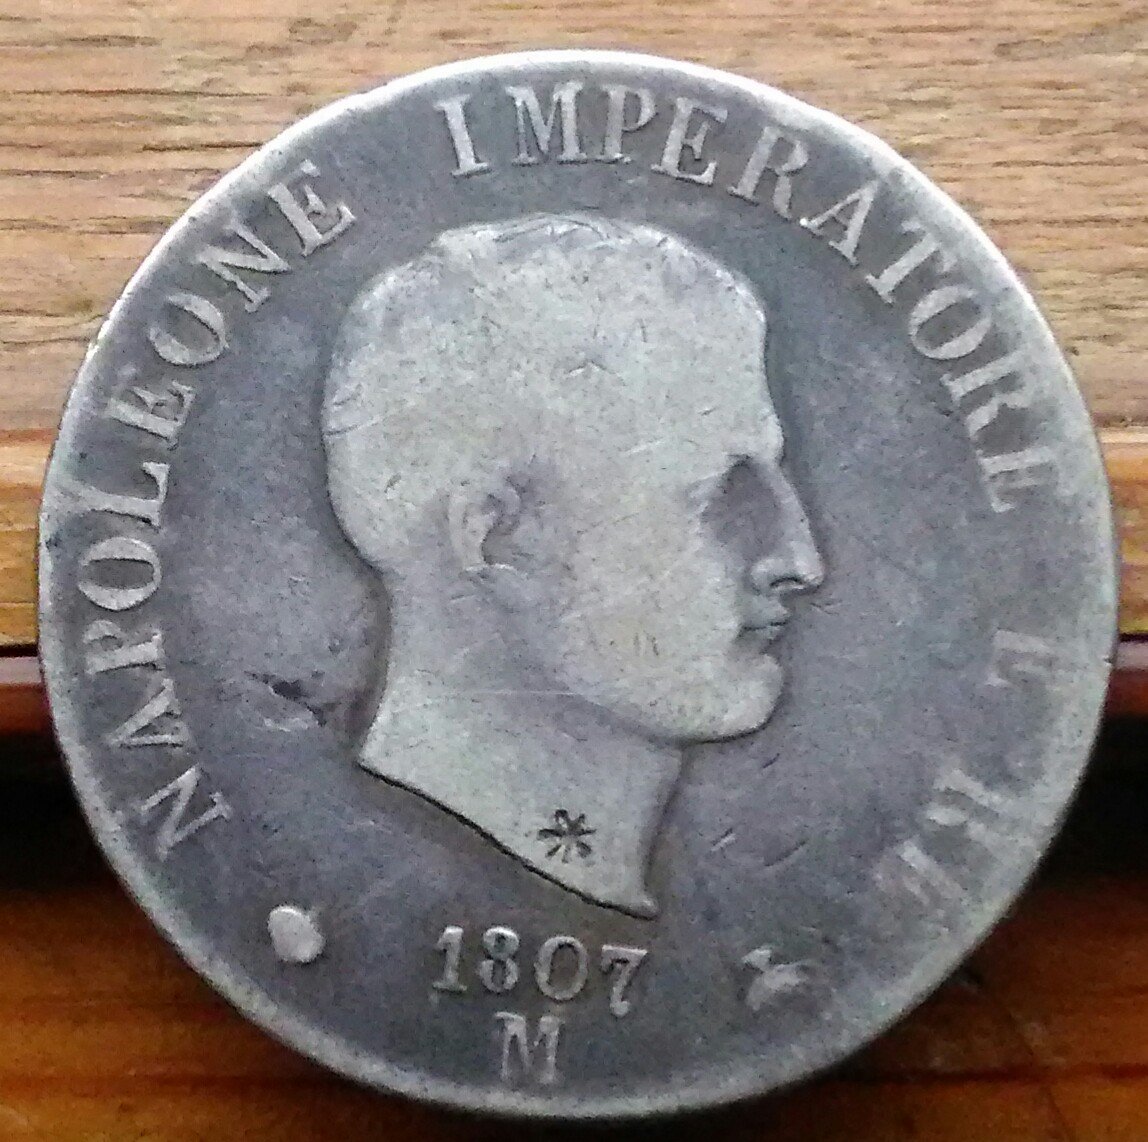 NAPOLEONE IMPERATORE E RE
1807
M